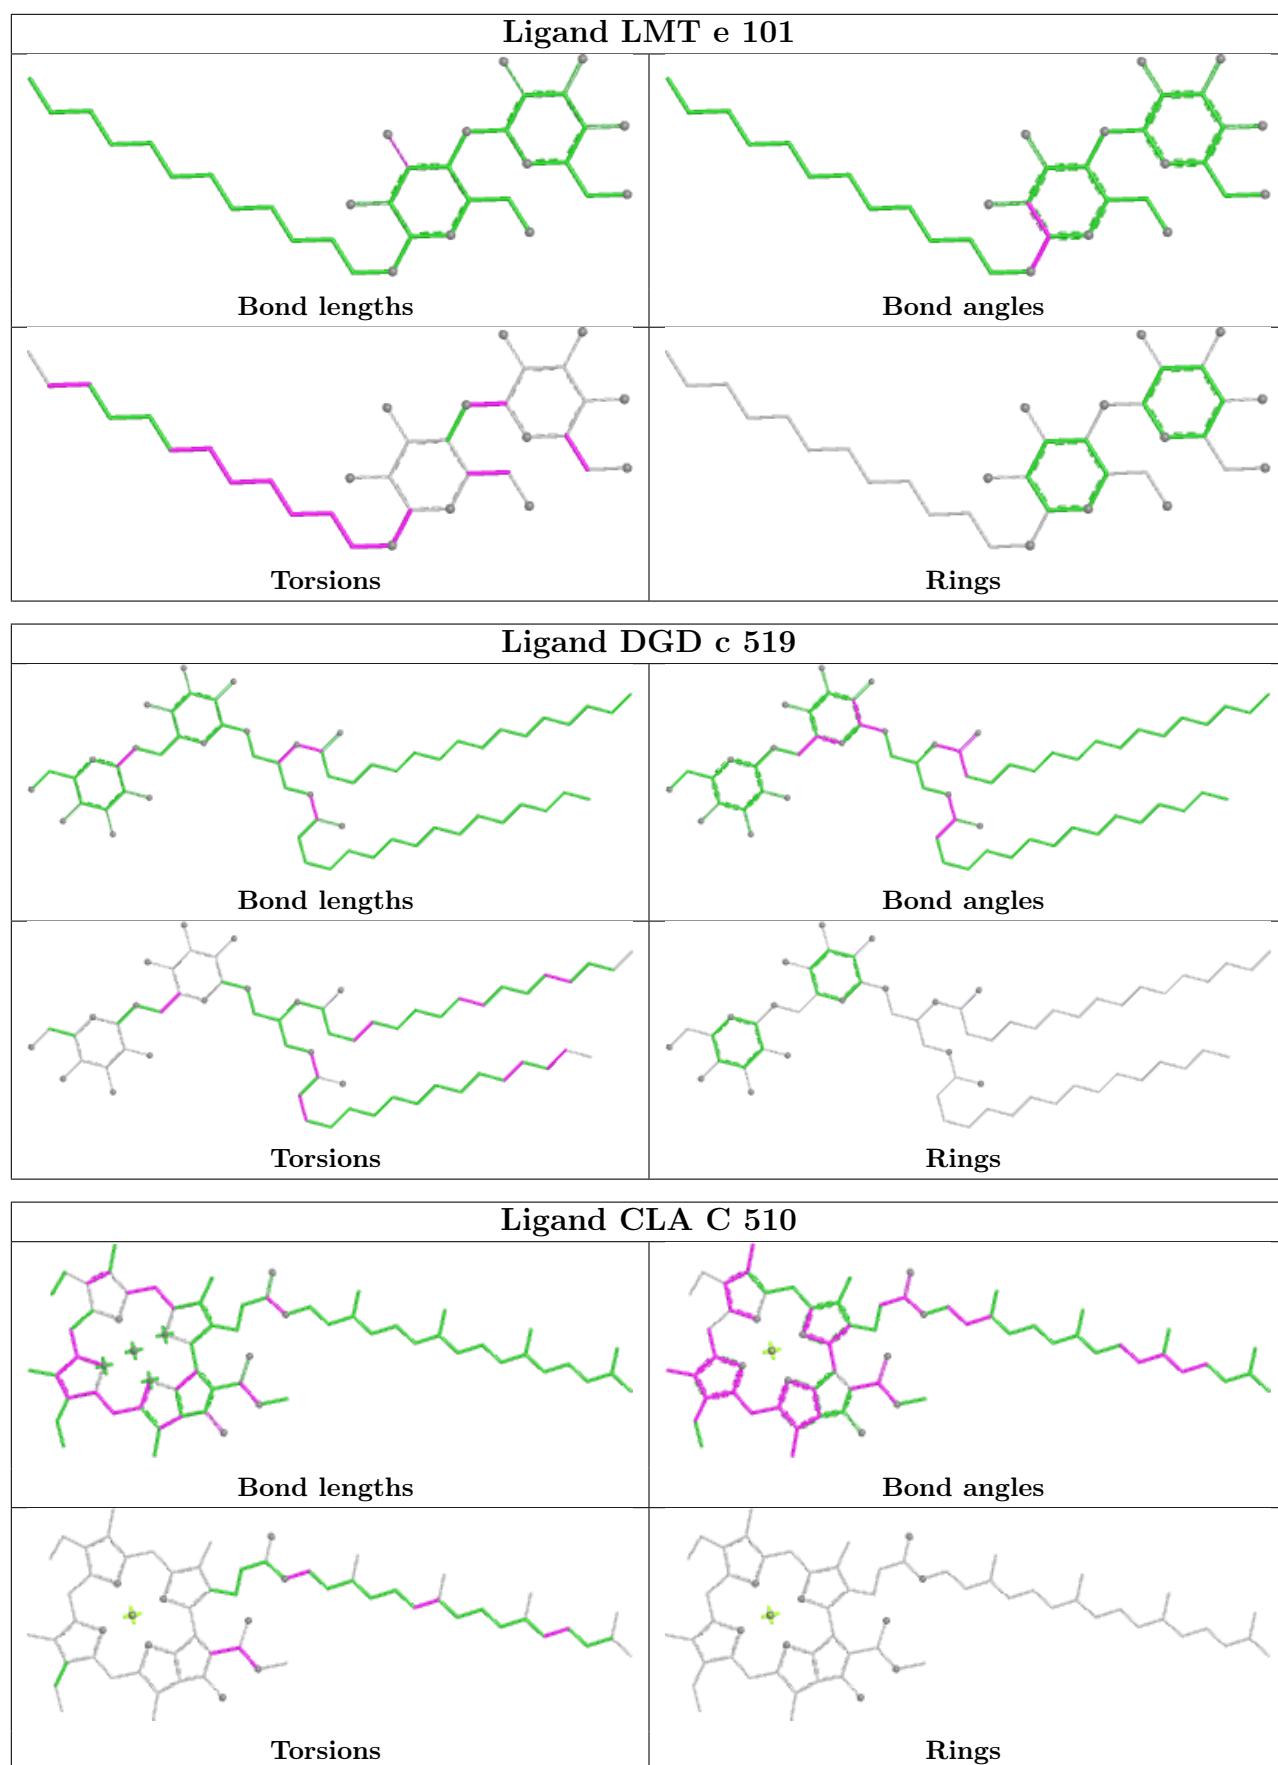 Ligand LMT e 101
Bond lengths
Bond angles
Torsions
Rings
Ligand DGD c 519
Bond lengths
Bond angles
Torsions
Rings
Ligand CLA C 510
Bond lengths
Bond angles
Torsions
Rings